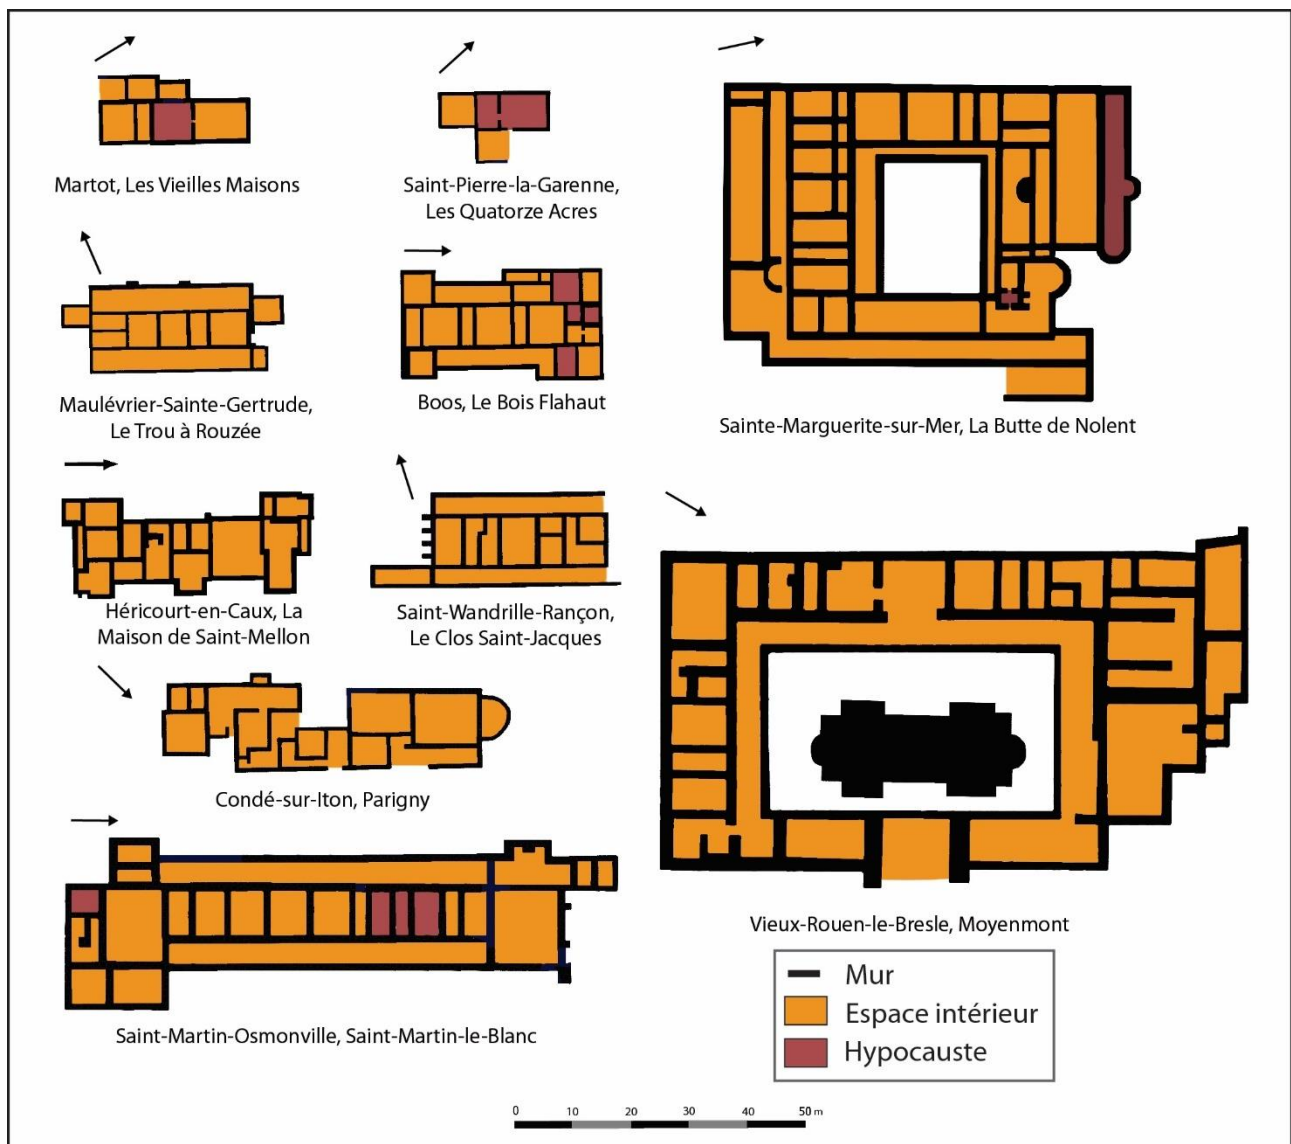 Martot, Les Vieilles Maisons
Saint-Pierre-la-Garenne,
Les Quatorze Acres
Maulévrier-Sainte-Gertrude,
Le Trou à Rouzée
Boos, Le Bois Flahaut
Sainte-Marguerite-sur-Mer, La Butte de Nolent
Héricourt-en-Caux, La
Maison de Saint-Mellon
Saint-Wandrille-Rançon,
Le Clos Saint-Jacques
Condé-sur-Iton, Parigny
Vieux-Rouen-le-Bresle, Moyenmont
Saint-Martin-Osmonville, Saint-Martin-le-Blanc
Mur
Espace intérieur
Hypocauste
0 10 20 30 40 50 m